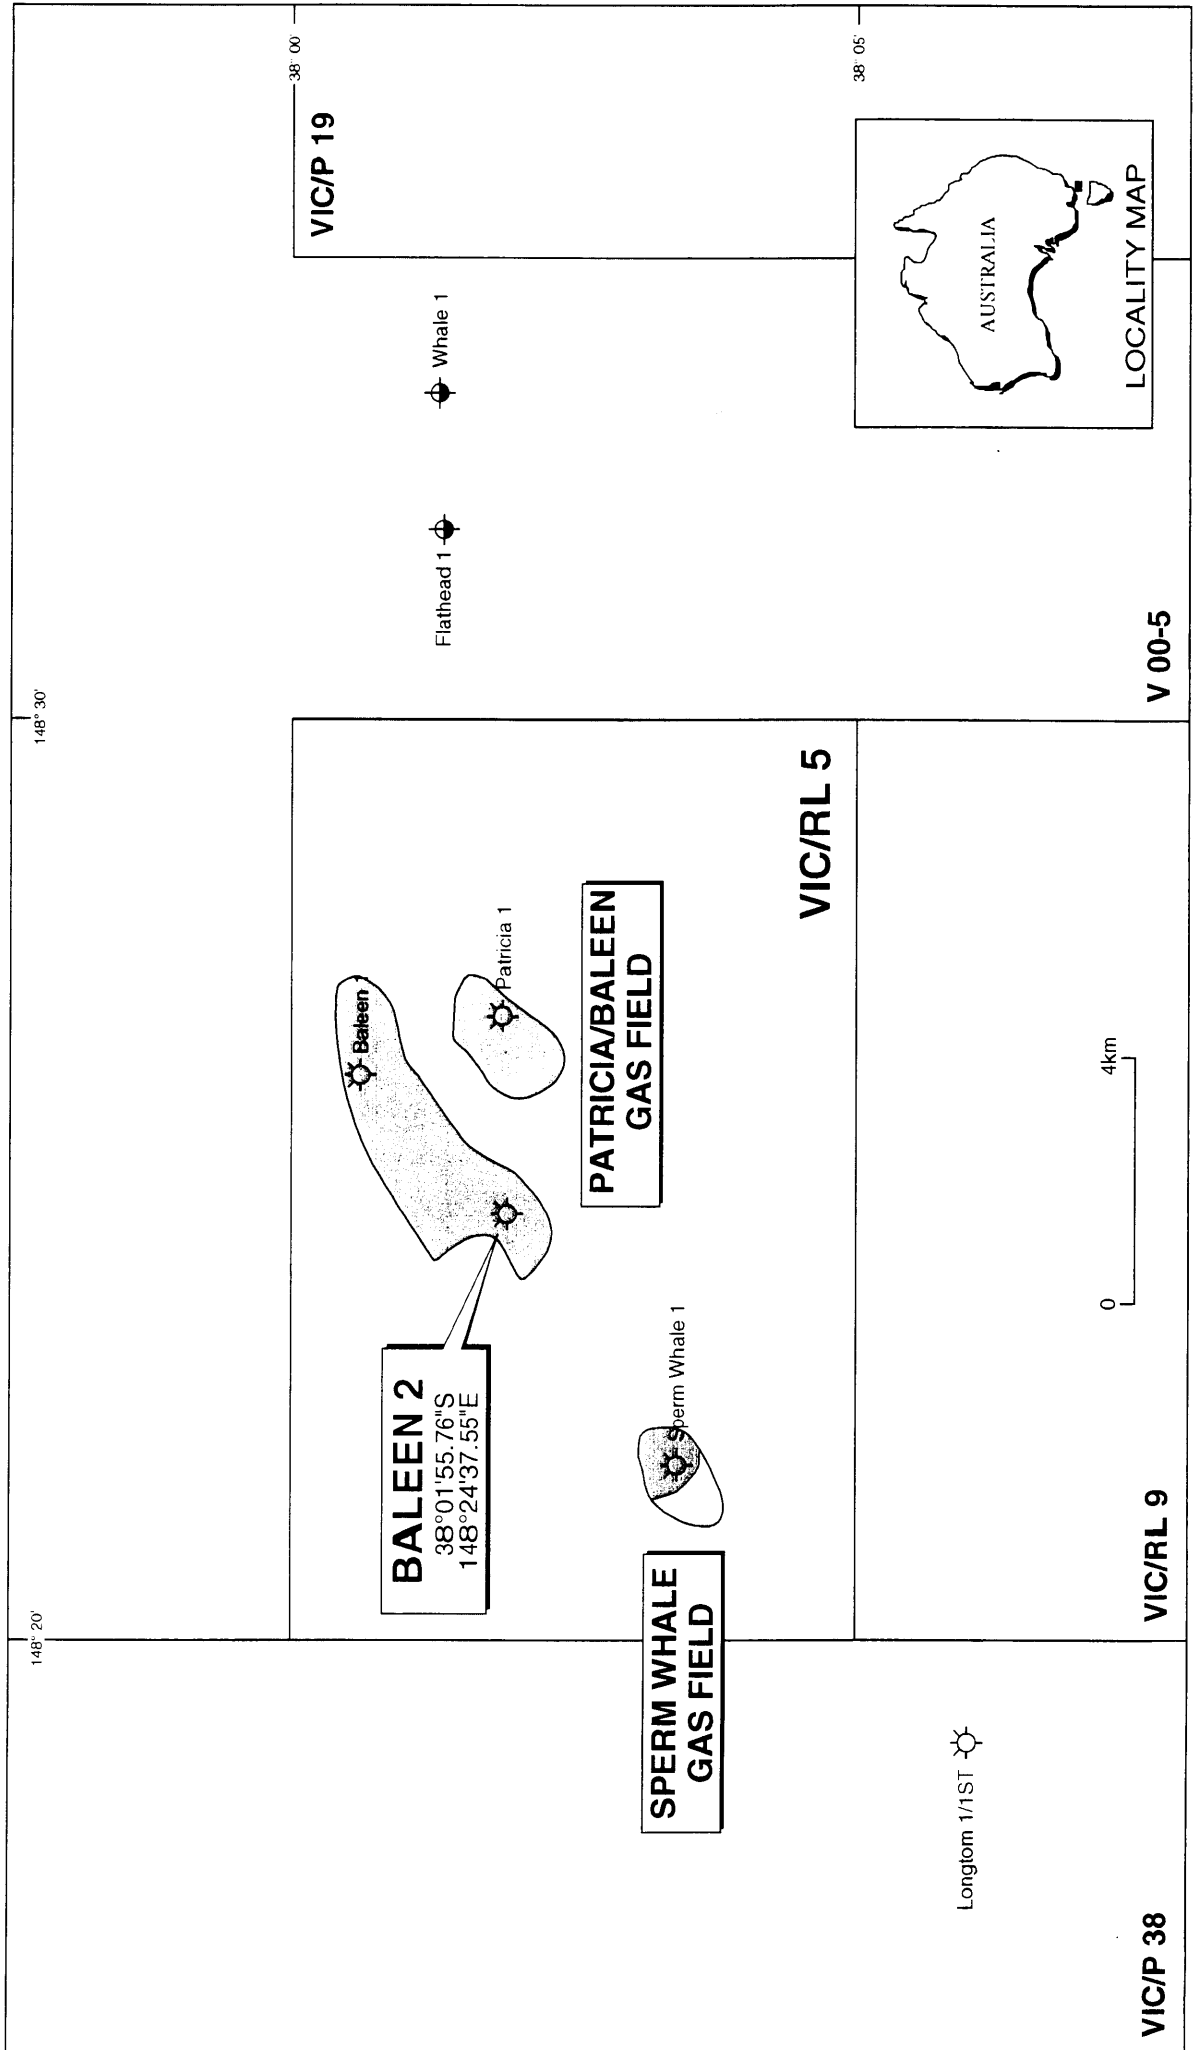 148° 20'
148° 30'
38° 00'
VIC/P 19
BALEEN 2
38°01'55.76"S
148°24'37.55"E
Baleen 1
Patricia 1
Flathead 1
Whale 1
PATRICIA/BALEEN
GAS FIELD
Sperm Whale 1
SPERM WHALE
GAS FIELD
VIC/RL 5
38° 05'
Longtom 1/1ST
AUSTRALIA
LOCALITY MAP
0
4km
VIC/P 38
VIC/RL 9
V 00-5